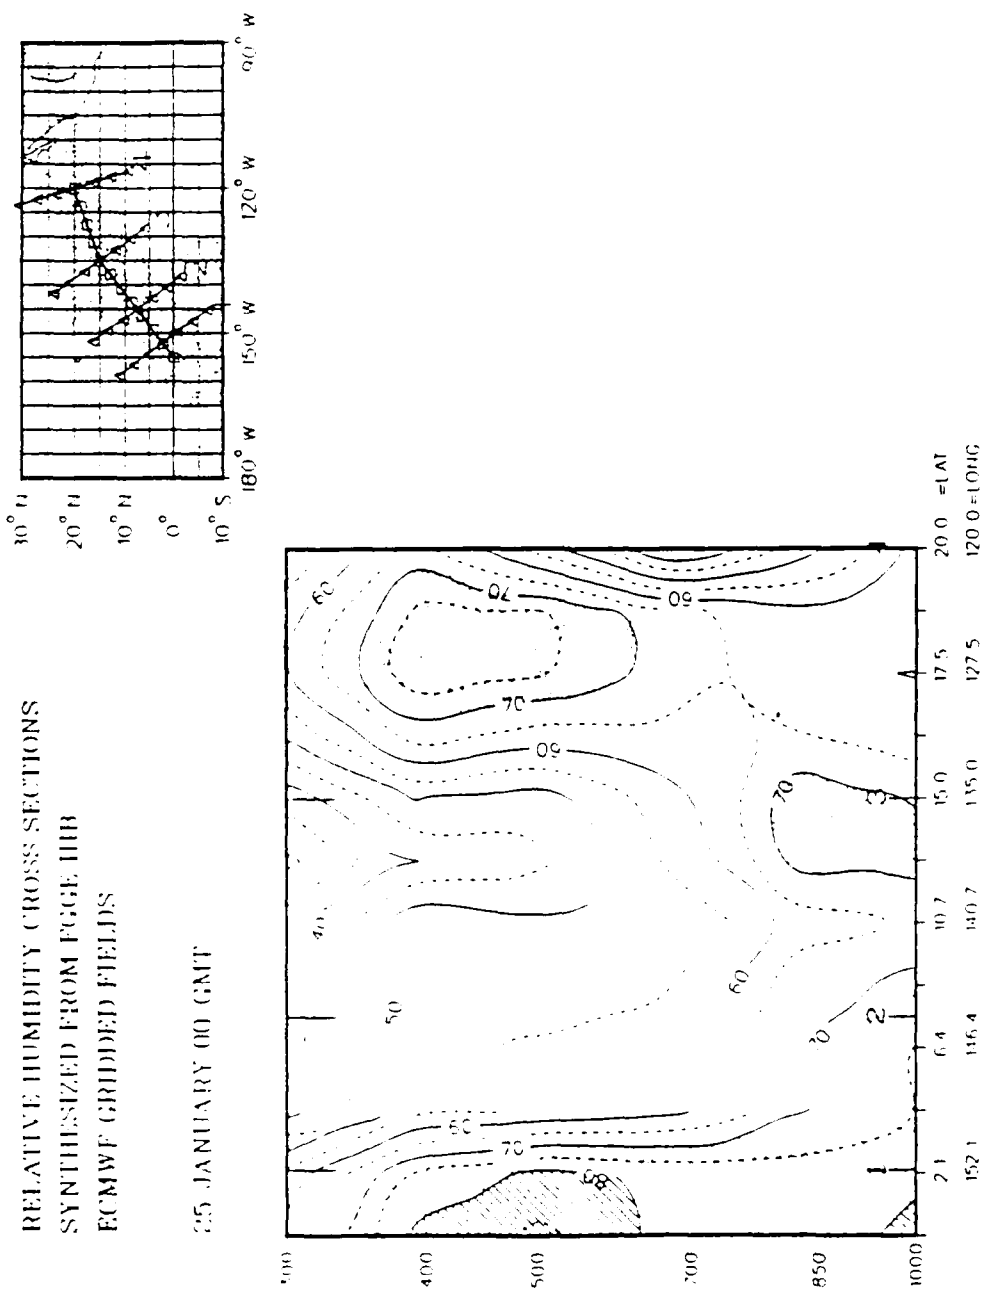 RELATIVE HUMIDITY CROSS SECTIONS
SYNTHESIZED FROM FGGE IIIB
ECMWF GRIDDED FIELDS
25 JANUARY 00 GMT
30° N
20° N
10° N
0°
10° S
180° W
150° W
120° W
90° W
2
400
500
700
850
1000
60
70
70
60
60
70
40
50
60
70
60
70
80
1
2
3
2.1 6.4 10.7 15.0 17.5 20.0 =LAT
152.1 146.4 140.7 135.0 127.5 120.0=LONG